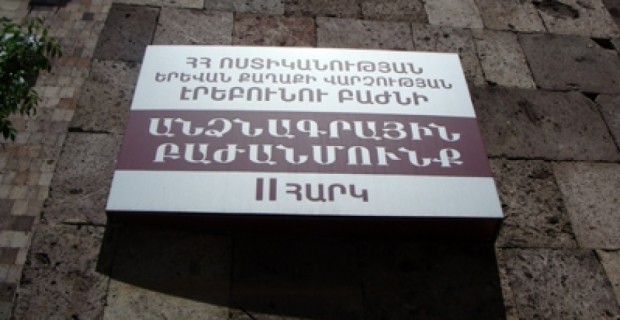 ՀՀ ՈՍՏԻԿԱՆՈՒԹՅԱՆ
ԵՐԵՎԱՆ ՔԱՂԱՔԻ ՎԱՐՉՈՒԹՅԱՆ
ԷՐԵԲՈՒՆՈՒ ԲԱԺՆԻ
ԱՆՁՆԱԳՐԱՅԻՆ
ԲԱԺԱՆՄՈՒՆՔ
II ՀԱՐԿ